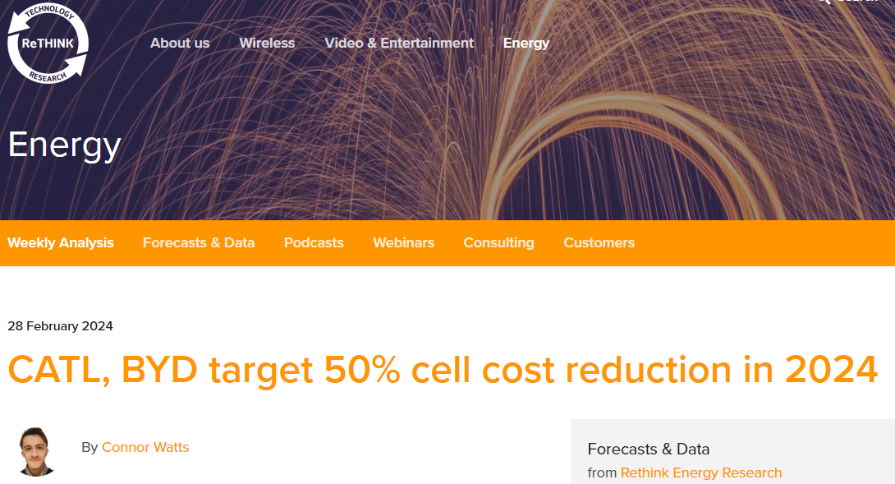 TECHNOLOGY
ReTHINK
RESEARCH
About us Wireless Video & Entertainment Energy
Energy
Weekly Analysis Forecasts & Data Podcasts Webinars Consulting Customers
28 February 2024
CATL, BYD target 50% cell cost reduction in 2024
By Connor Watts
Forecasts & Data
from Rethink Energy Research